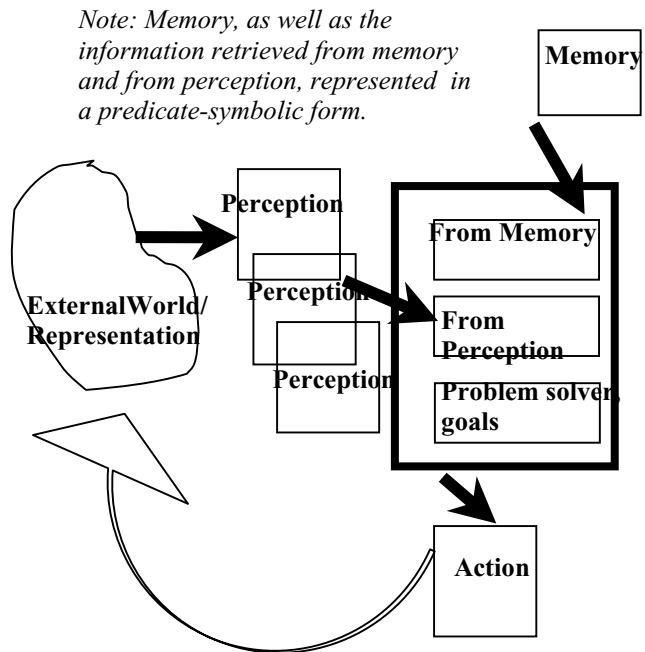 Note: Memory, as well as the
information retrieved from memory
and from perception, represented in
a predicate-symbolic form.
Memory
Perception
From Memory
ExternalWorld/
Representation
Perception
From
Perception
Perception
Problem solver,
goals
Action